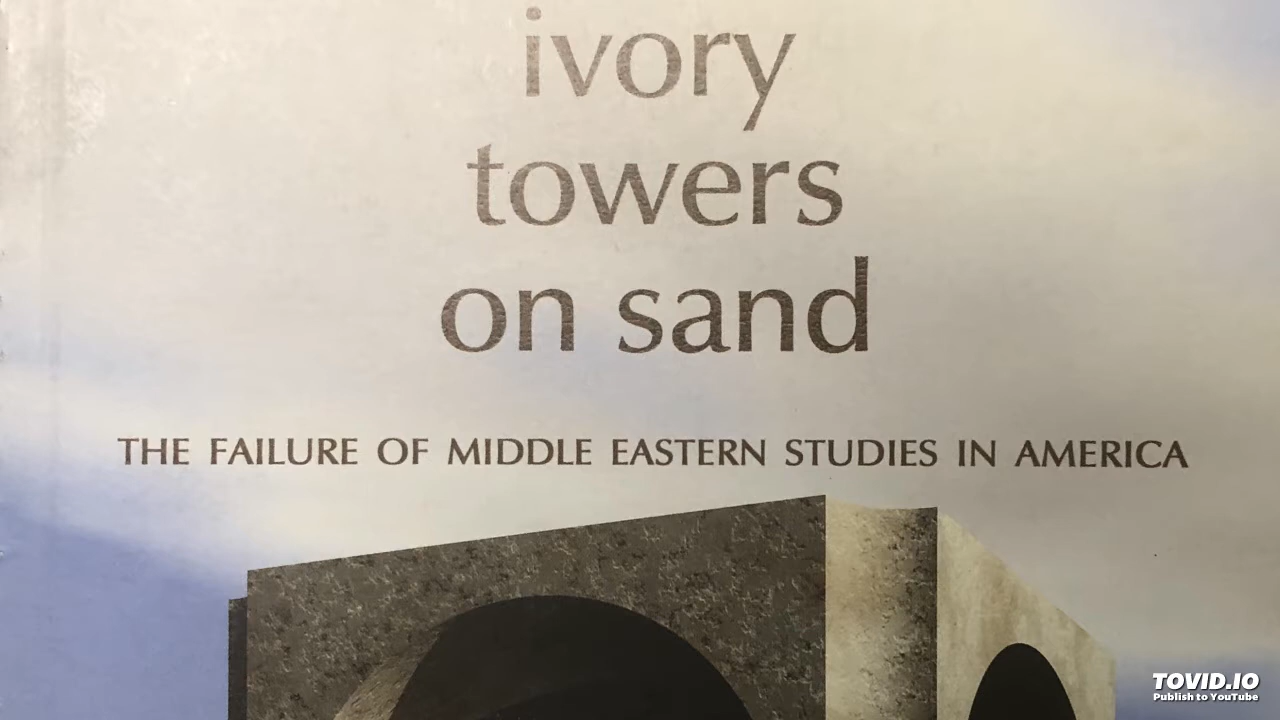 ivory
towers
on sand
THE FAILURE OF MIDDLE EASTERN STUDIES IN AMERICA
TOVID.IO
Publish to YouTube